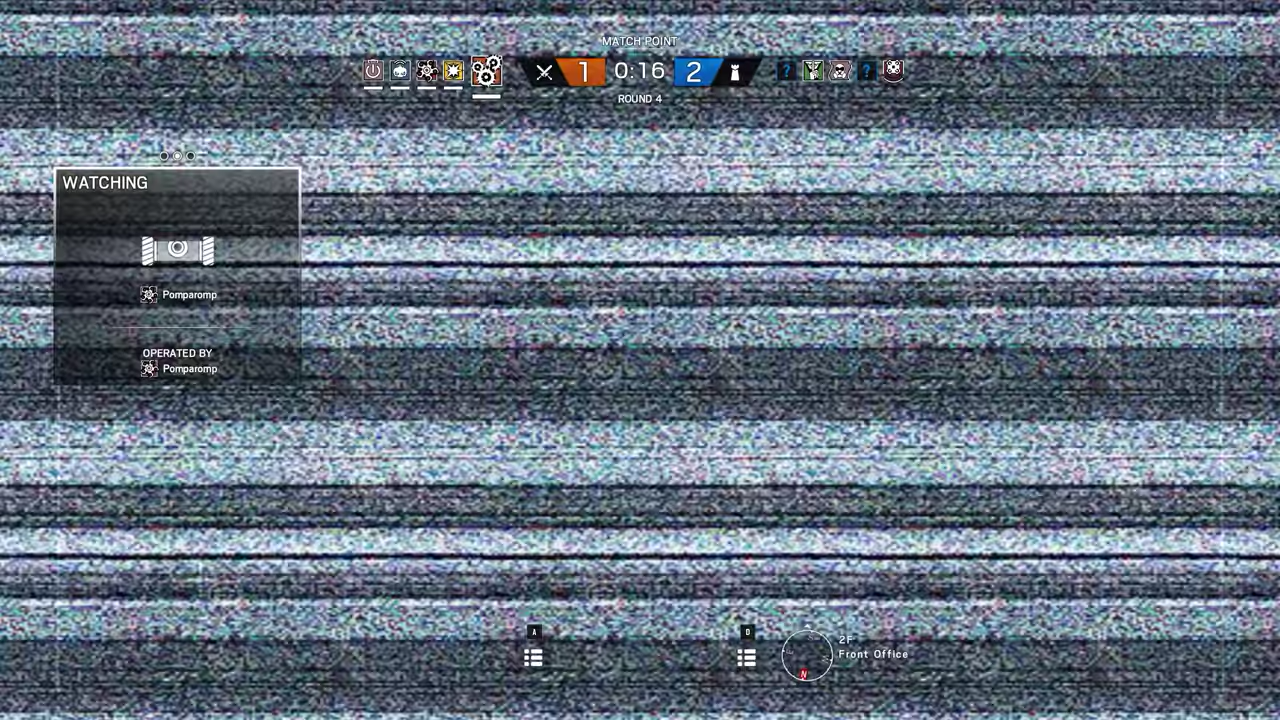 MATCH POINT
1 0:16 2
? ?
ROUND 4
WATCHING
Pomparomp
OPERATED BY
Pomparomp
A D
2F
Front Office
N